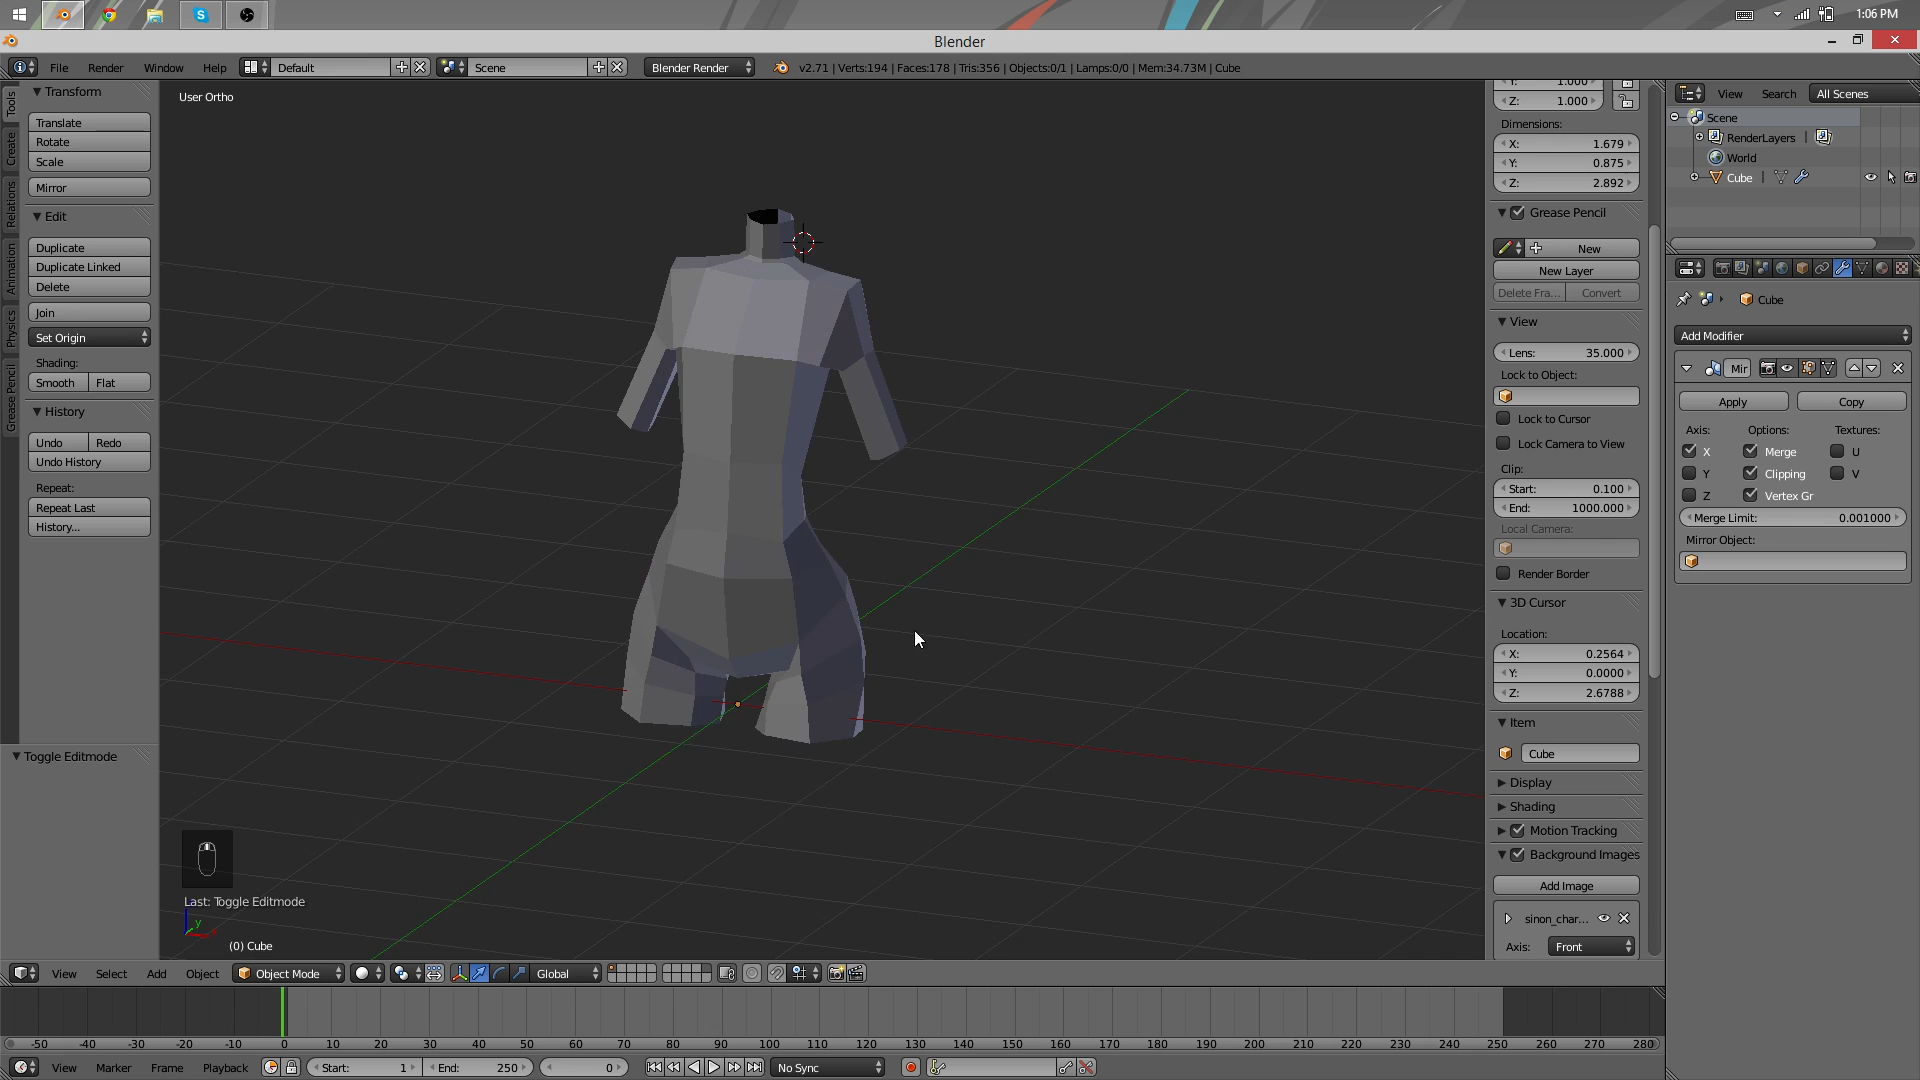 1:06 PM
Blender
File Render Window Help Default Scene Blender Render v2.71 | Verts:194 | Faces:178 | Tris:356 | Objects:0/1 | Lamps:0/0 | Mem:34.73M | Cube
Tools
Create
Relations
Animation
Physics
Grease Pencil
Transform
Translate
Rotate
Scale
Mirror
Edit
Duplicate
Duplicate Linked
Delete
Join
Set Origin
Shading:
Smooth Flat
History
Undo Redo
Undo History
Repeat:
Repeat Last
History...
Toggle Editmode
User Ortho
Last: Toggle Editmode
y
(0) Cube
Y: 1.000
Z: 1.000
Dimensions:
X: 1.679
Y: 0.875
Z: 2.892
Grease Pencil
New
New Layer
Delete Fra... Convert
View
Lens: 35.000
Lock to Object:
Lock to Cursor
Lock Camera to View
Clip:
Start: 0.100
End: 1000.000
Local Camera:
Render Border
3D Cursor
Location:
X: 0.2564
Y: 0.0000
Z: 2.6788
Item
Cube
Display
Shading
Motion Tracking
Background Images
Add Image
sinon_char...
Axis: Front
View Search All Scenes
Scene
RenderLayers |
World
Cube |
Cube
Add Modifier
Mir
Apply Copy
Axis: Options: Textures:
X Merge U
Y Clipping V
Z Vertex Gr
Merge Limit: 0.001000
Mirror Object:
View Select Add Object Object Mode Global
-50 -40 -30 -20 -10 0 10 20 30 40 50 60 70 80 90 100 110 120 130 140 150 160 170 180 190 200 210 220 230 240 250 260 270 280
View Marker Frame Playback Start: 1 End: 250 0 No Sync